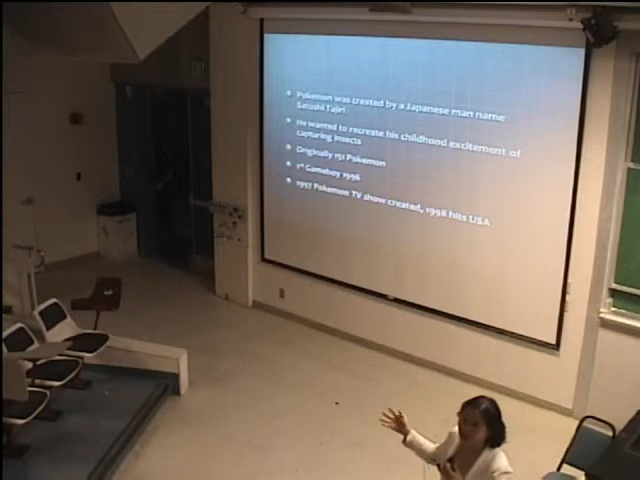 Pokemon was created by a Japanese man name
Satoshi Tajiri
He wanted to recreate his childhood excitement of
capturing insects
Originally 151 Pokemon
1st Gameboy 1996
1997 Pokemon TV show created, 1998 hits USA